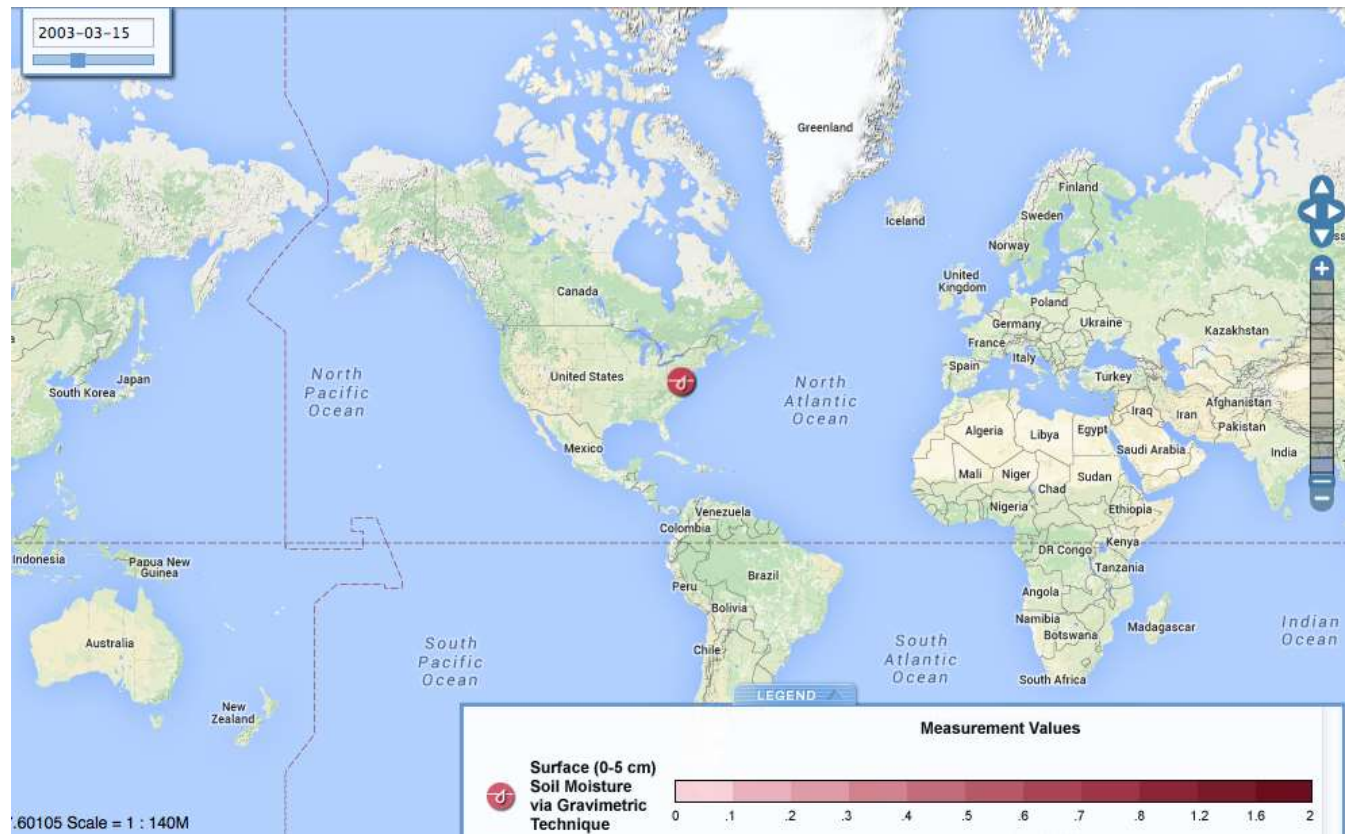 2003-03-15
Greenland
Finland
Iceland
Sweden
Norway
United
Kingdom
Canada
Poland
Germany
Ukraine
Kazakhstan
France
Italy
Spain
Turkey
United States
North
Pacific
Ocean
North
Atlantic
Ocean
South Korea
Japan
Afghanistan
Iraq
Iran
Pakistan
Algeria
Libya
Egypt
Saudi Arabia
India
Mexico
Mali
Niger
Chad
Sudan
Nigeria
Ethiopia
Venezuela
Colombia
Indonesia
Papua New
Guinea
DR Congo
Kenya
Tanzania
Peru
Brazil
Angola
Bolivia
Namibia
Botswana
Madagascar
Indian
Ocean
Australia
South
Pacific
Ocean
Chile
South
Atlantic
Ocean
South Africa
New
Zealand
LEGEND
Measurement Values
Surface (0-5 cm)
Soil Moisture
via Gravimetric
Technique
0 .1 .2 .3 .4 .5 .6 .7 .8 1.2 1.6 2
.60105 Scale = 1 : 140M